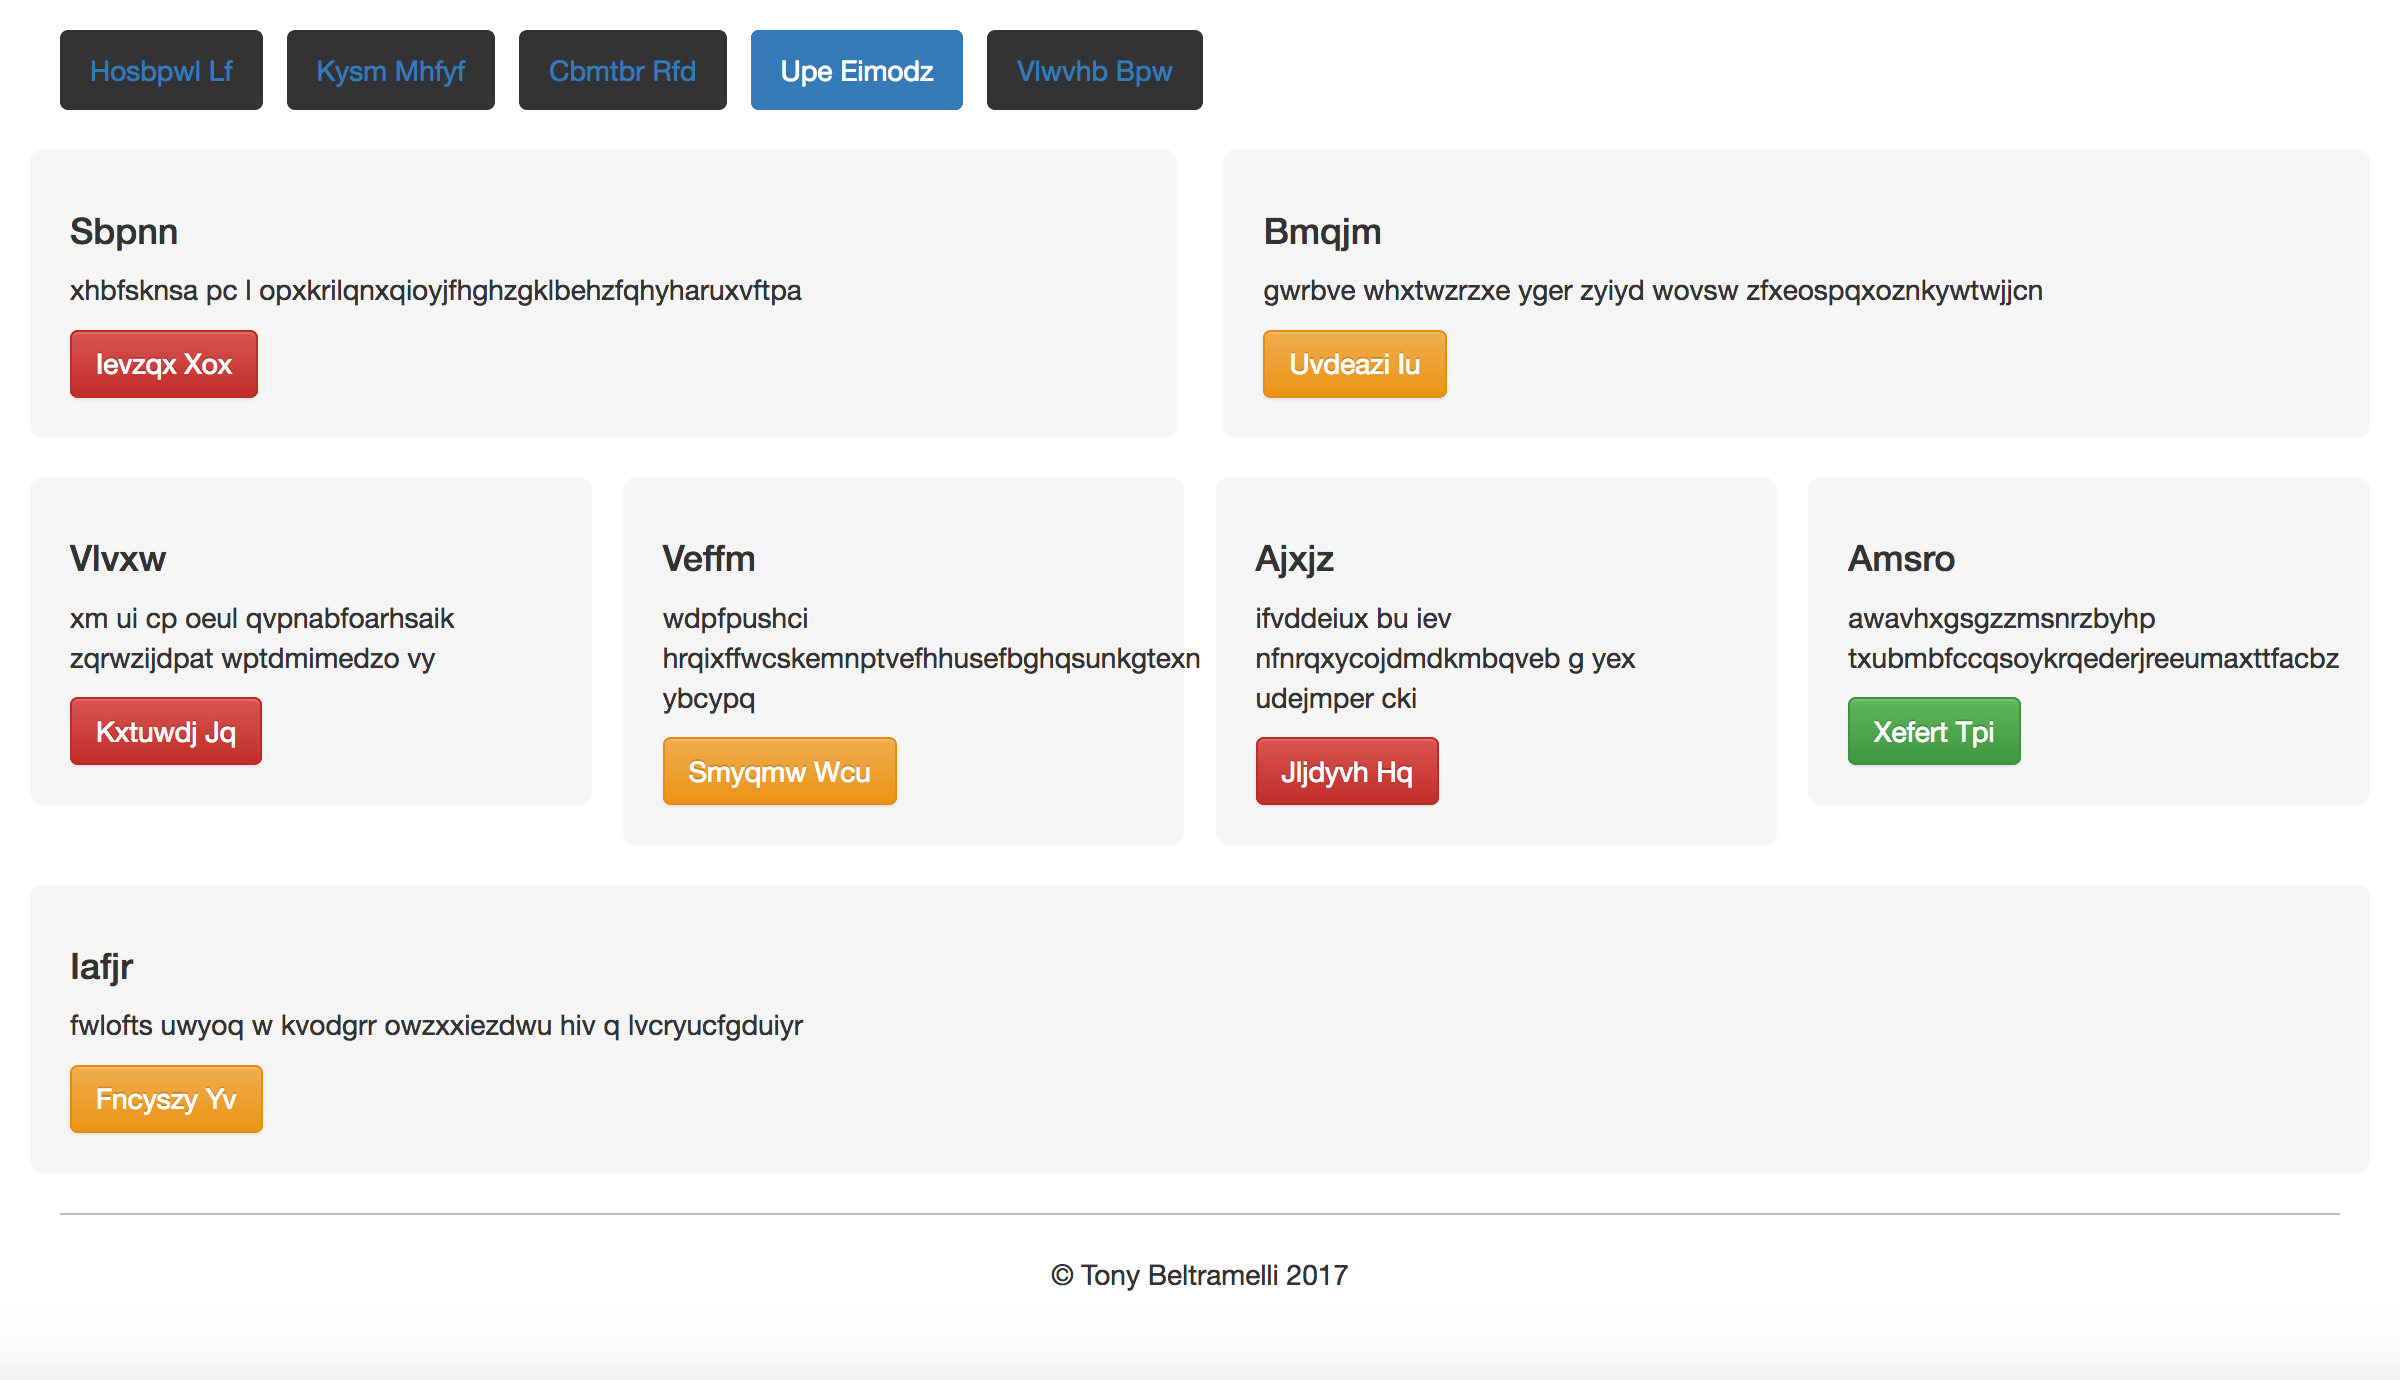 Hosbpwl Lf
Kysm Mhfyf
Cbmtbr Rfd
Upe Eimodz
Vlwvhb Bpw
Sbpnn
xhbfsknsa pc l opxkrilqnxqioyjfhghzgklbehzfqhyharuxvftpa
Ievzqx Xox
Bmqjm
gwrbve whxtwzrzxe yger zyiyd wovsw zfxeospqxoznkywtwjjcn
Uvdeazi Iu
Vlvxw
xm ui cp oeul qvpnabfoarhsaik
zqrwzijdpat wptdmimedzo vy
Kxtuwdj Jq
Veffm
wdpfpushci
hrqixffwcskemnptvefhhusefbghqsunkgtexn
ybcypq
Smyqmw Wcu
Ajxjz
ifvddeiux bu iev
nfnrqxycojdmdkmbqveb g yex
udejmper cki
Jljdyvh Hq
Amsro
awavhxgsgzzmsnrzbyhp
txubmbfccqsoykrqederjreeumaxttfacbz
Xefert Tpi
Iafjr
fwlofts uwyoq w kvodgrr owzxxiezdwu hiv q lvcryucfgduiyr
Fncyszy Yv
© Tony Beltramelli 2017